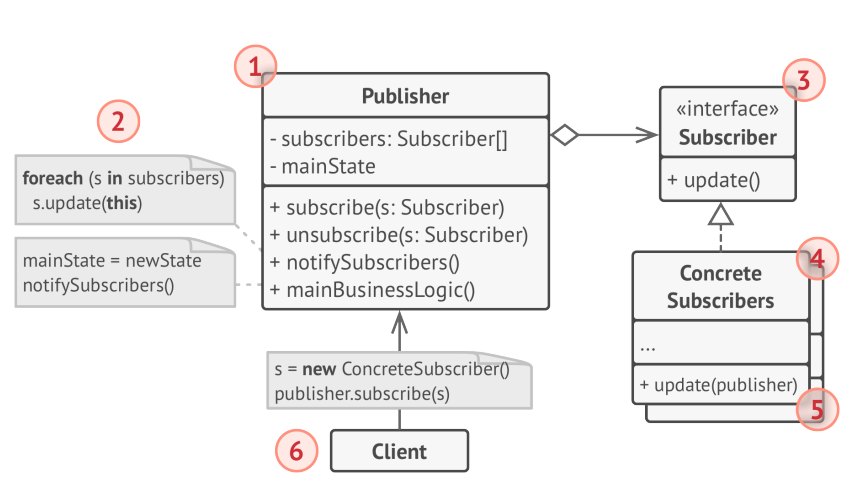 1
Publisher
- subscribers: Subscriber[]
- mainState
+ subscribe(s: Subscriber)
+ unsubscribe(s: Subscriber)
+ notifySubscribers()
+ mainBusinessLogic()
2
foreach (s in subscribers)
s.update(this)
mainState = newState
notifySubscribers()
3
«interface»
Subscriber
+ update()
4
Concrete
Subscribers
...
+ update(publisher)
5
s = new ConcreteSubscriber()
publisher.subscribe(s)
6
Client